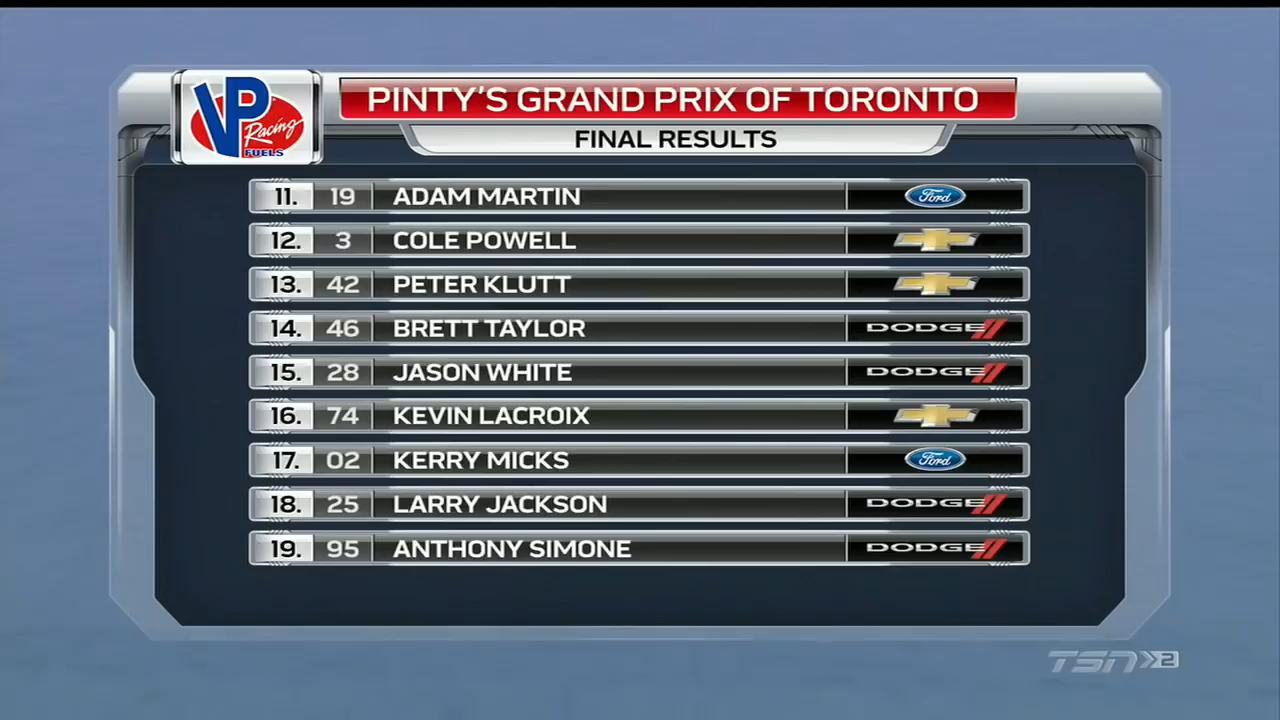 VP Racing FUELS
PINTY'S GRAND PRIX OF TORONTO
FINAL RESULTS
11. 19 ADAM MARTIN Ford
12. 3 COLE POWELL
13. 42 PETER KLUTT
14. 46 BRETT TAYLOR DODGE
15. 28 JASON WHITE DODGE
16. 74 KEVIN LACROIX
17. 02 KERRY MICKS Ford
18. 25 LARRY JACKSON DODGE
19. 95 ANTHONY SIMONE DODGE
TSN 2